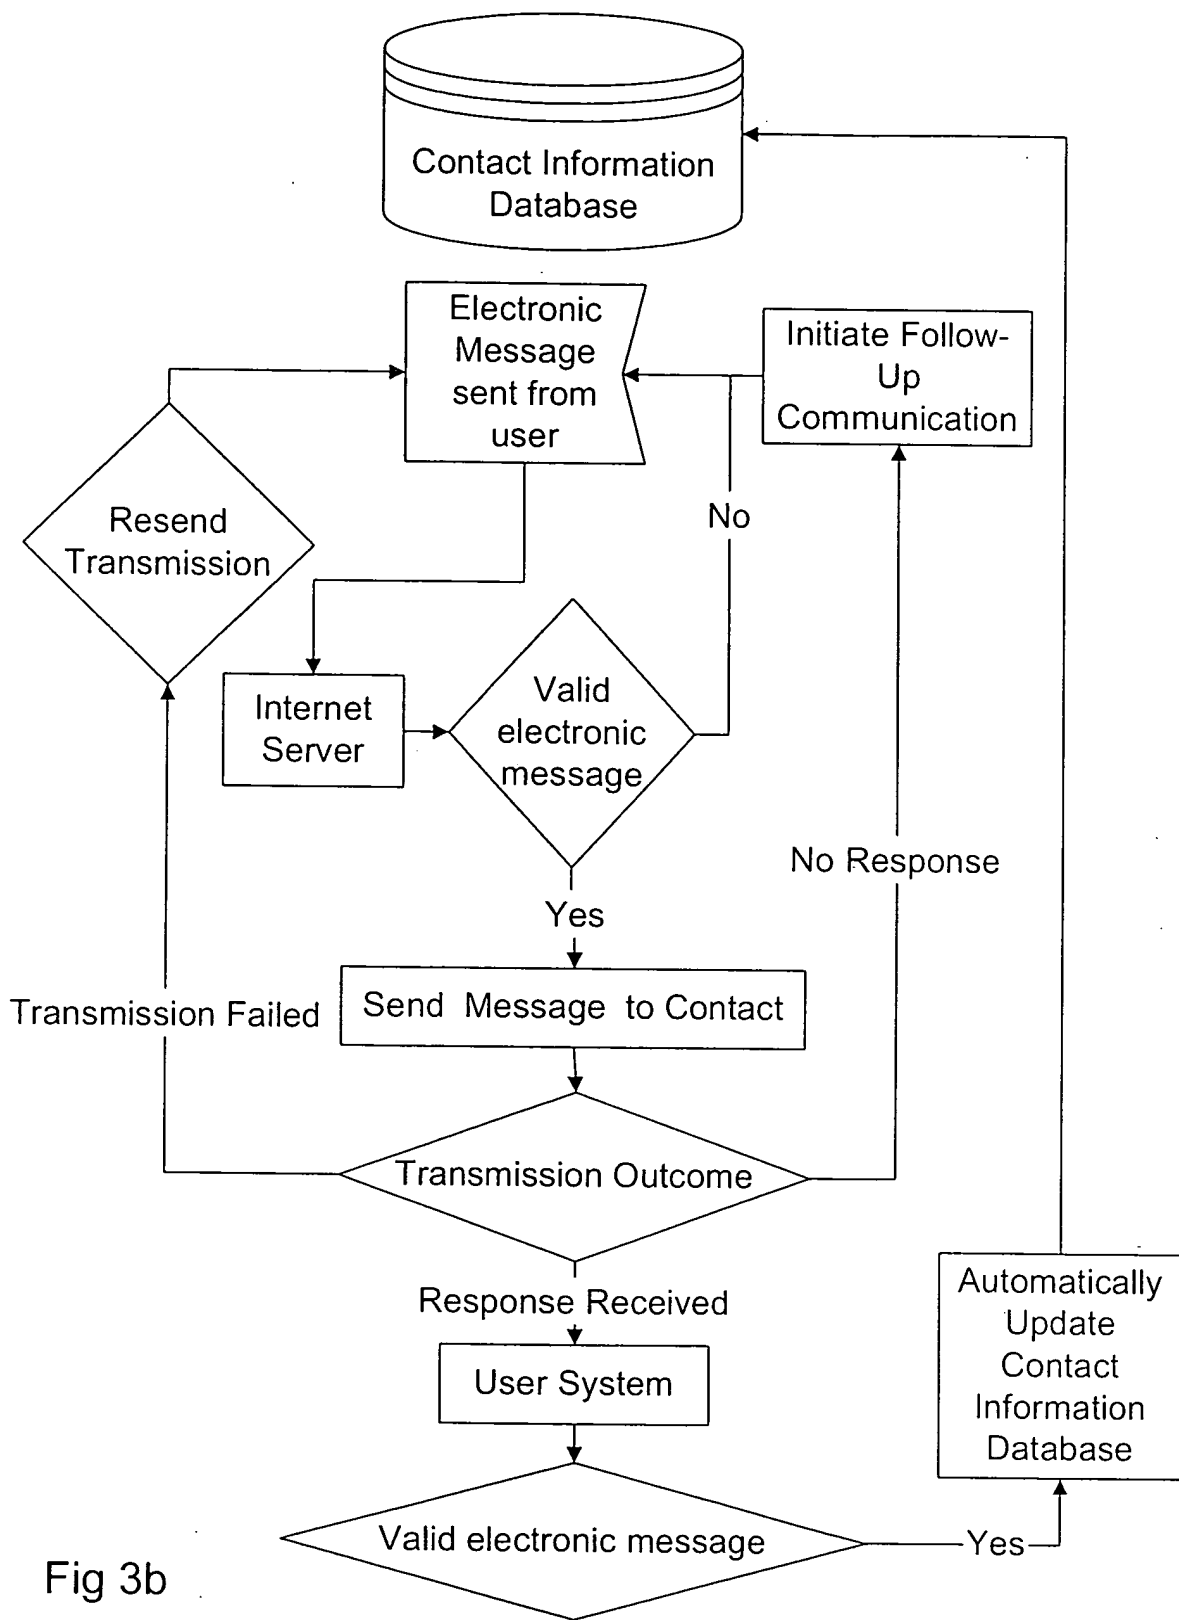 Contact Information
Database
Electronic
Message
sent from
user
Initiate Follow-
Up
Communication
Resend
Transmission
No
Internet
Server
Valid
electronic
message
No Response
Yes
Transmission Failed
Send Message to Contact
Transmission Outcome
Response Received
Automatically
Update
Contact
Information
Database
User System
Valid electronic message
Yes
Fig 3b